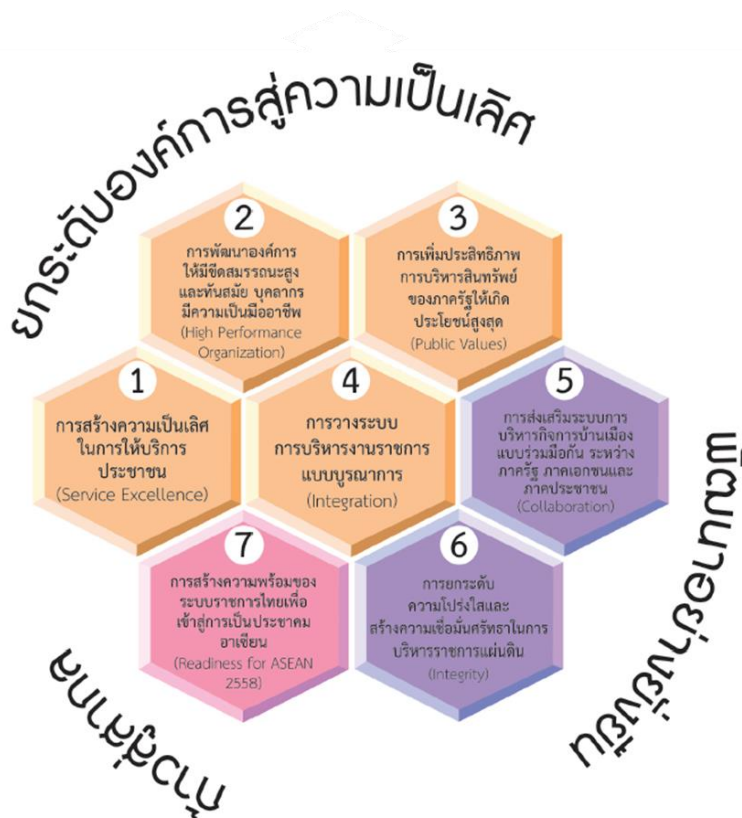 ยกระดับองค์การสู่ความเป็นเลิศ
2
การพัฒนาองค์การ
ให้มีขีดสมรรถนะสูง
และทันสมัย บุคลากร
มีความเป็นมืออาชีพ
(High Performance
Organization)
3
การเพิ่มประสิทธิภาพ
การบริหารสินทรัพย์
ของภาครัฐให้เกิด
ประโยชน์สูงสุด
(Public Values)
1
การสร้างความเป็นเลิศ
ในการให้บริการ
ประชาชน
(Service Excellence)
4
การวางระบบ
การบริหารงานราชการ
แบบบูรณาการ
(Integration)
5
การส่งเสริมระบบการ
บริหารกิจการบ้านเมือง
แบบร่วมมือกัน ระหว่าง
ภาครัฐ ภาคเอกชนและ
ภาคประชาชน
(Collaboration)
7
การสร้างความพร้อมของ
ระบบราชการไทยเพื่อ
เข้าสู่การเป็นประชาคม
อาเซียน
(Readiness for ASEAN
2558)
6
การยกระดับ
ความโปร่งใสและ
สร้างความเชื่อมั่นศรัทธาในการ
บริหารราชการแผ่นดิน
(Integrity)
พัฒนาอย่างยั่งยืน
ก้าวสู่สากล